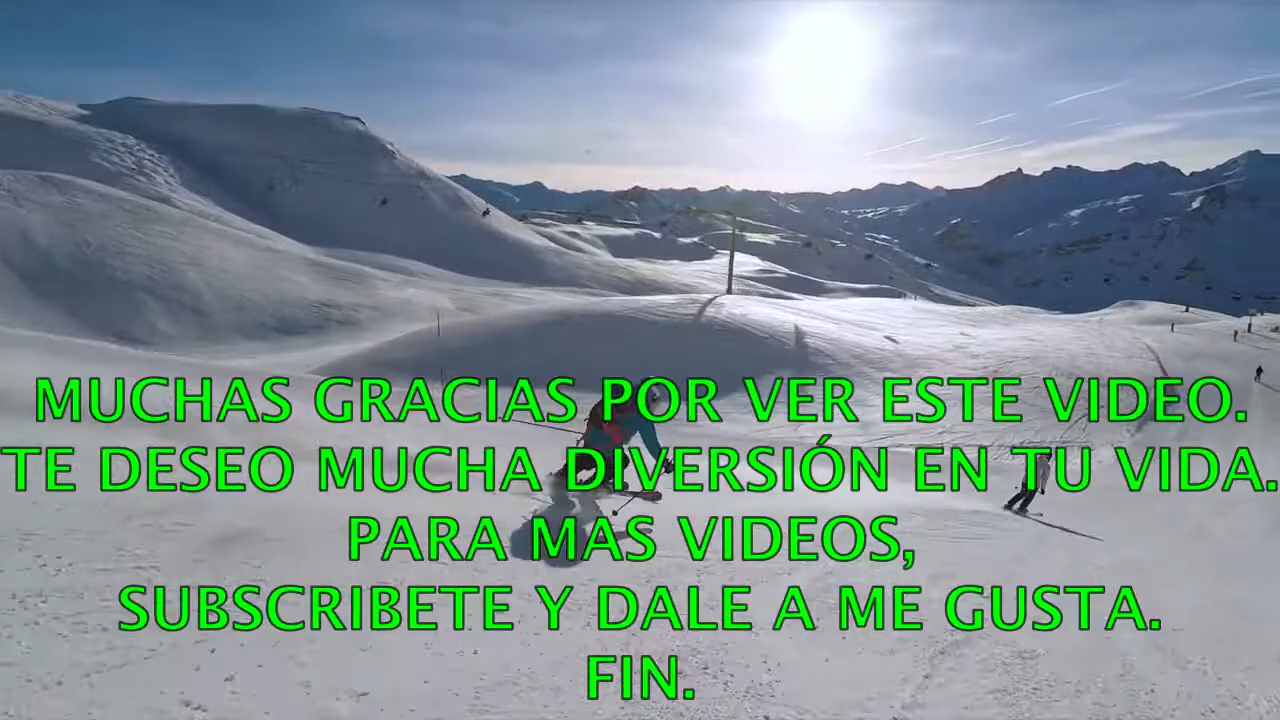 MUCHAS GRACIAS POR VER ESTE VIDEO.
TE DESEO MUCHA DIVERSIÓN EN TU VIDA.
PARA MAS VIDEOS,
SUBSCRIBETE Y DALE A ME GUSTA.
FIN.